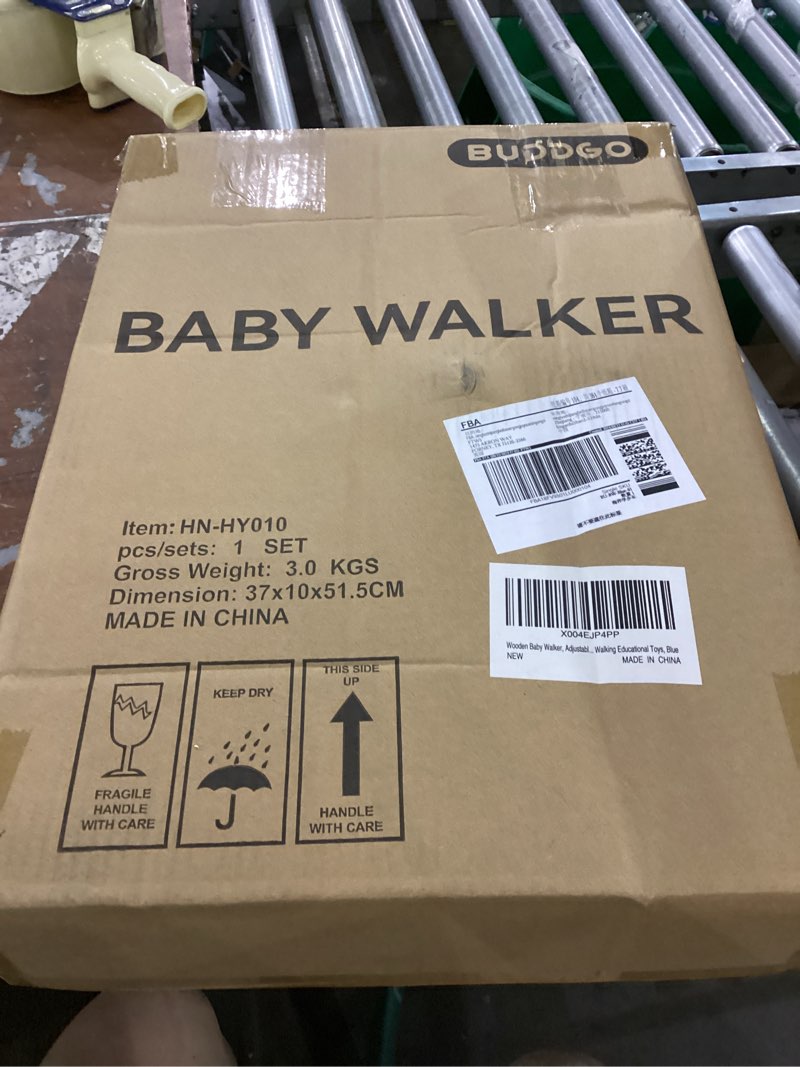 BUDDGO
BABY WALKER
FBA
Item: HN-HY010
pcs/sets: 1 SET
Gross Weight: 3.0 KGS
Dimension: 37x10x51.5CM
MADE IN CHINA
Single SKU
X004EJP4PP
Wooden Baby Walker, Adjustabl... Walking Educational Toys, Blue
NEW
MADE IN CHINA
FRAGILE
HANDLE
WITH CARE
KEEP DRY
THIS SIDE
UP
HANDLE
WITH CARE